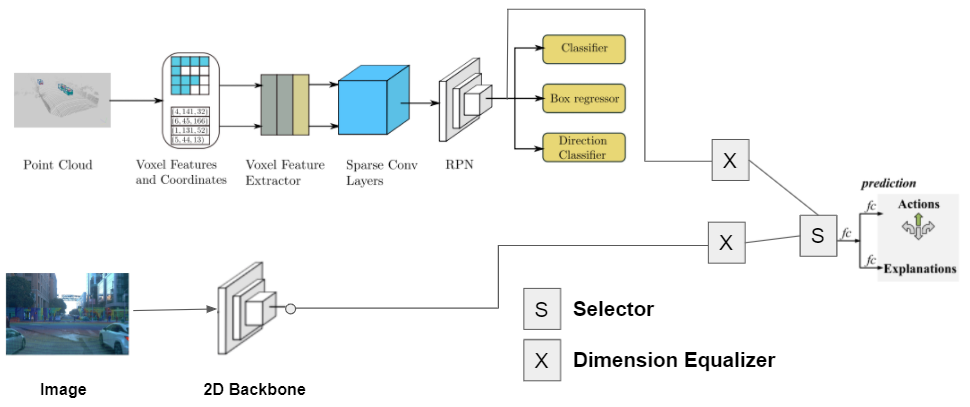 (4, 141, 32)
(6, 45, 166)
(1, 131, 52)
(5, 44, 13)
Point Cloud
Voxel Features
and Coordinates
Voxel Feature
Extractor
Sparse Conv
Layers
RPN
Classifier
Box regressor
Direction
Classifier
X
X
S
prediction
fc
fc
fc
Actions
Explanations
S Selector
X Dimension Equalizer
Image
2D Backbone